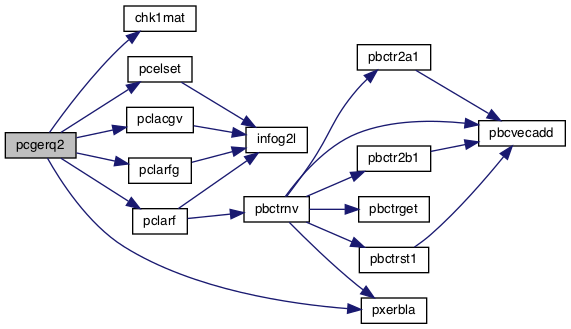 chk1mat
pcelset
pclacgv
pcgerq2
pclarfg
pclarf
infog2l
pbctrnv
pbctr2a1
pbcvecadd
pbctr2b1
pbctrget
pbctrst1
pxerbla